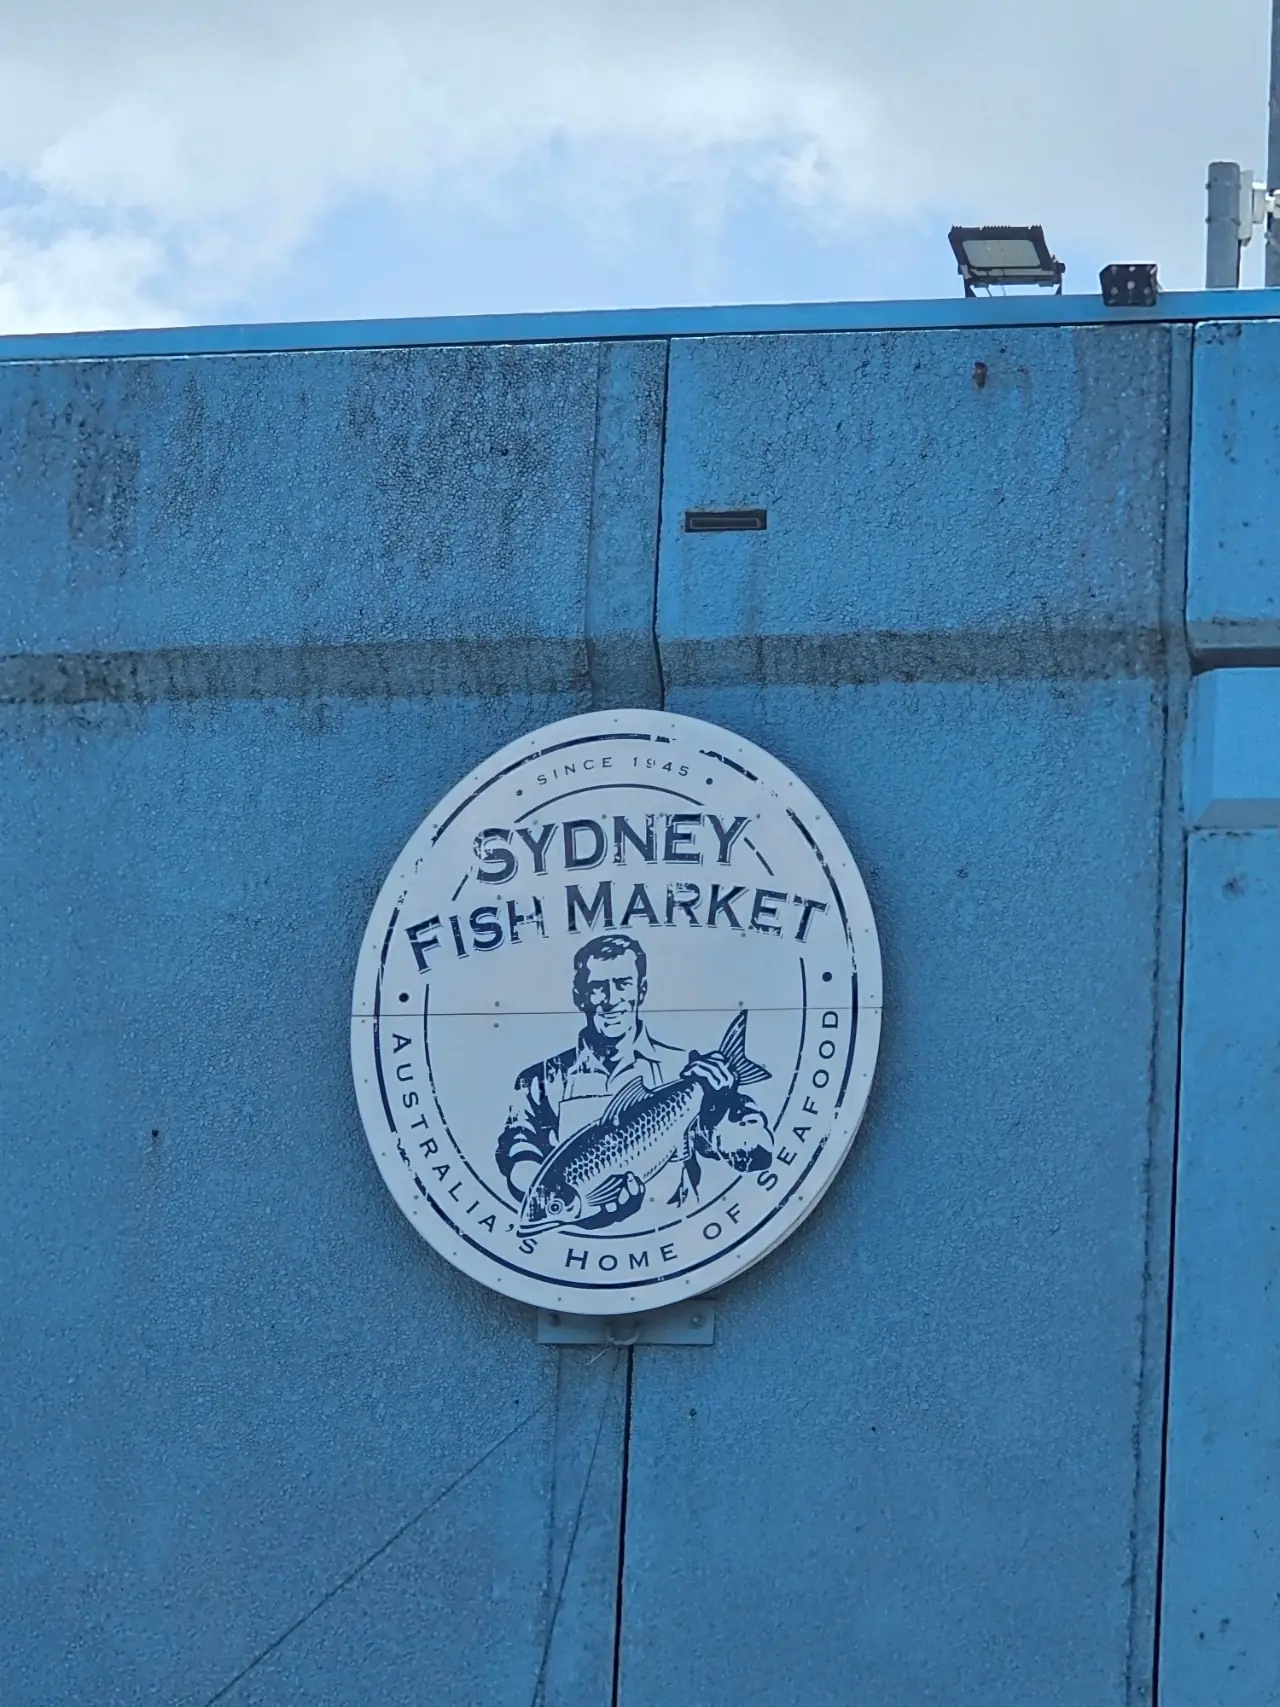 SINCE 1945
SYDNEY
FISH MARKET
AUSTRALIA'S HOME OF SEAFOOD